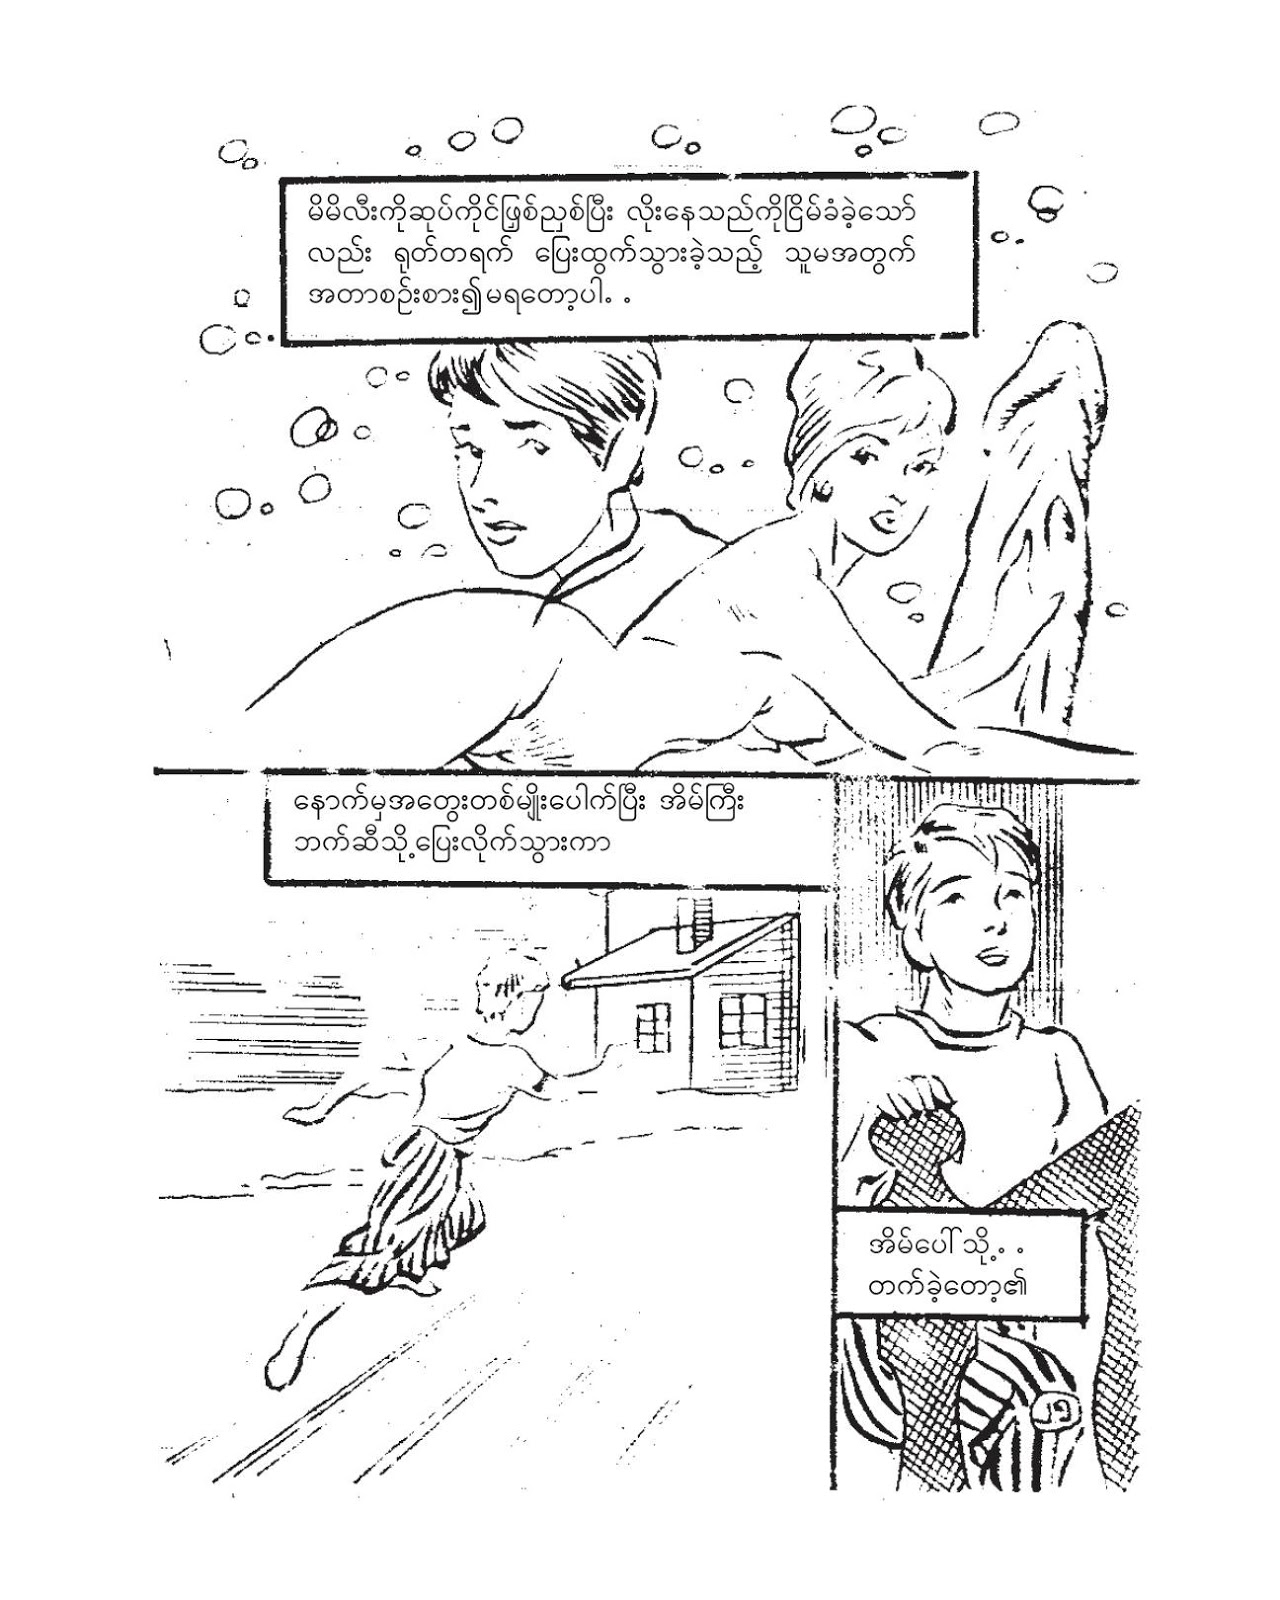 မိမိလီးကိုဆုပ်ကိုင်ဖြစ်ညှစ်ပြီး လိုးနေသည်ကိုငြိမ်ခံခဲ့သော်
လည်း ရုတ်တရက် ပြေးထွက်သွားခဲ့သည့် သူမအတွက်
အတာစဉ်းစား၍မရတော့ပါ. .
နောက်မှအတွေးတစ်မျိုးပေါက်ပြီး အိမ်ကြီး
ဘက်ဆီသို့ပြေးလိုက်သွားကာ
အိမ်ပေါ်သို့. .
တက်ခဲ့တော့၏
၂၅